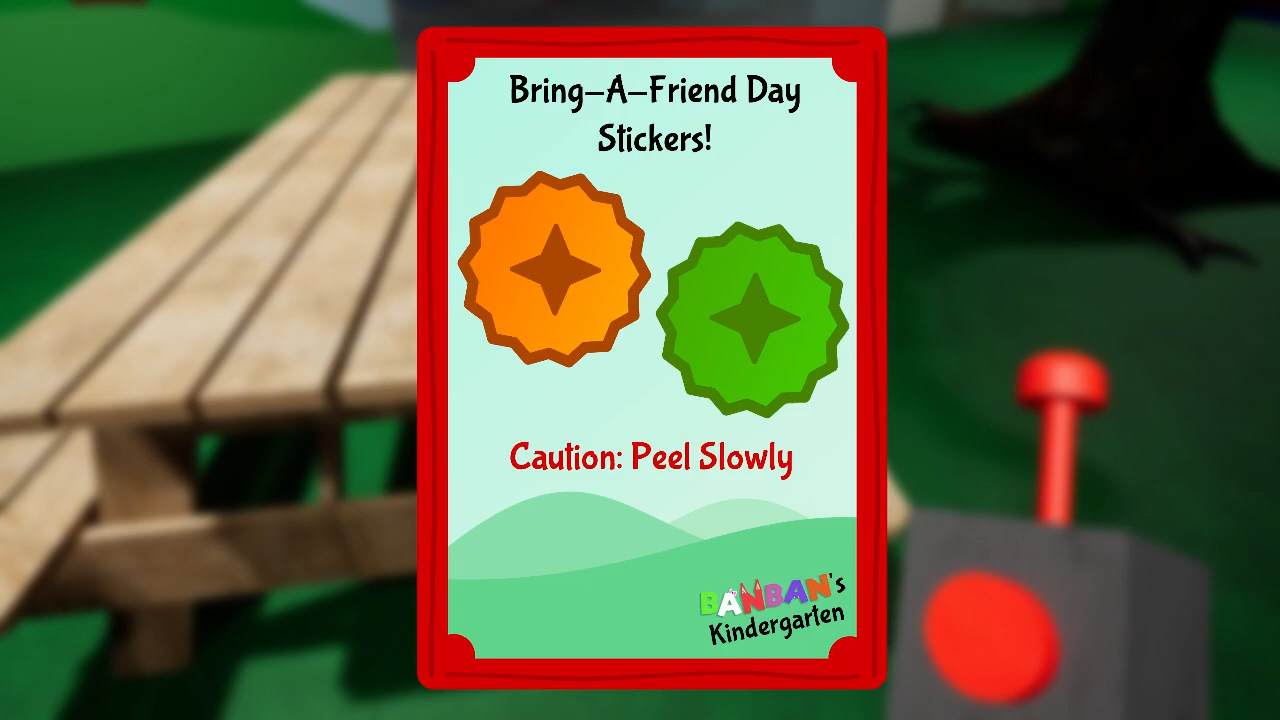 Bring-A-Friend Day
Stickers!
Caution: Peel Slowly
BANBAN's
Kindergarten